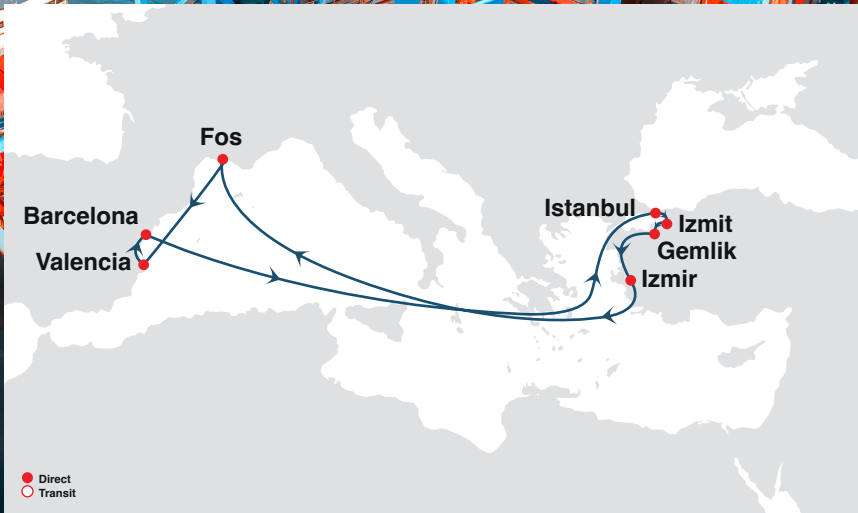 Fos
Barcelona
Valencia
Istanbul
Izmit
Gemlik
Izmir
Direct
Transit